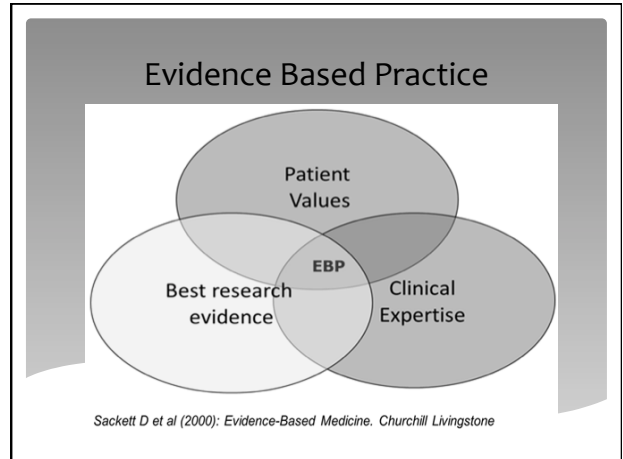 Evidence Based Practice
Patient
Values
EBP
Best research
evidence
Clinical
Expertise
Sackett D et al (2000): Evidence-Based Medicine. Churchill Livingstone